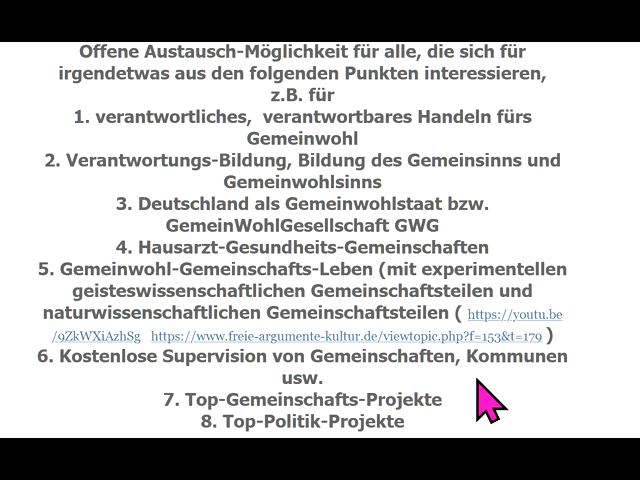 Offene Austausch-Möglichkeit für alle, die sich für
irgendetwas aus den folgenden Punkten interessieren,
z.B. für
1. verantwortliches, verantwortbares Handeln fürs
Gemeinwohl
2. Verantwortungs-Bildung, Bildung des Gemeinsinns und
Gemeinwohlsinns
3. Deutschland als Gemeinwohlstaat bzw.
GemeinWohlGesellschaft GWG
4. Hausarzt-Gesundheits-Gemeinschaften
5. Gemeinwohl-Gemeinschafts-Leben (mit experimentellen
geisteswissenschaftlichen Gemeinschaftsteilen und
naturwissenschaftlichen Gemeinschaftsteilen ( https://youtu.be
/9ZkWXiAzhSg https://www.freie-argumente-kultur.de/viewtopic.php?f=153&t=179 )
6. Kostenlose Supervision von Gemeinschaften, Kommunen
usw.
7. Top-Gemeinschafts-Projekte
8. Top-Politik-Projekte